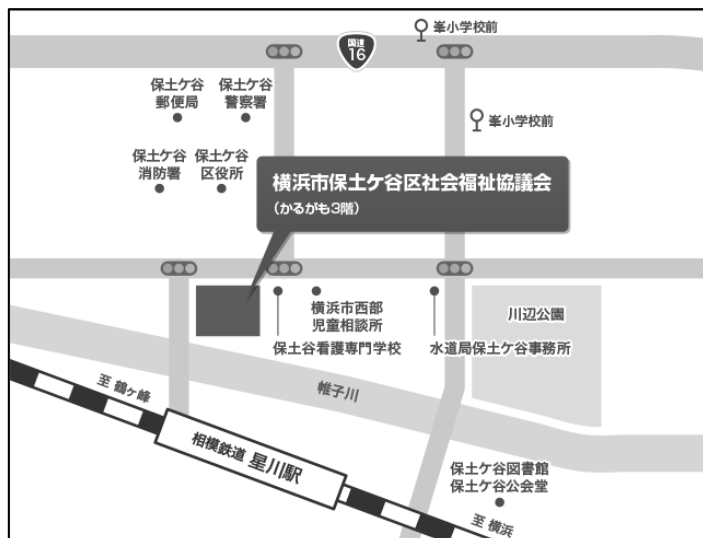 峯小学校前
国道
16
保土ケ谷
郵便局
保土ケ谷
警察署
峯小学校前
保土ケ谷
消防署
保土ケ谷
区役所
横浜市保土ケ谷区社会福祉協議会
（かるがも3階）
横浜市西部
児童相談所
川辺公園
保土谷看護専門学校
水道局保土ケ谷事務所
至 鶴ヶ峰
帷子川
相模鉄道 星川駅
保土ケ谷図書館
保土ケ谷公会堂
至 横浜